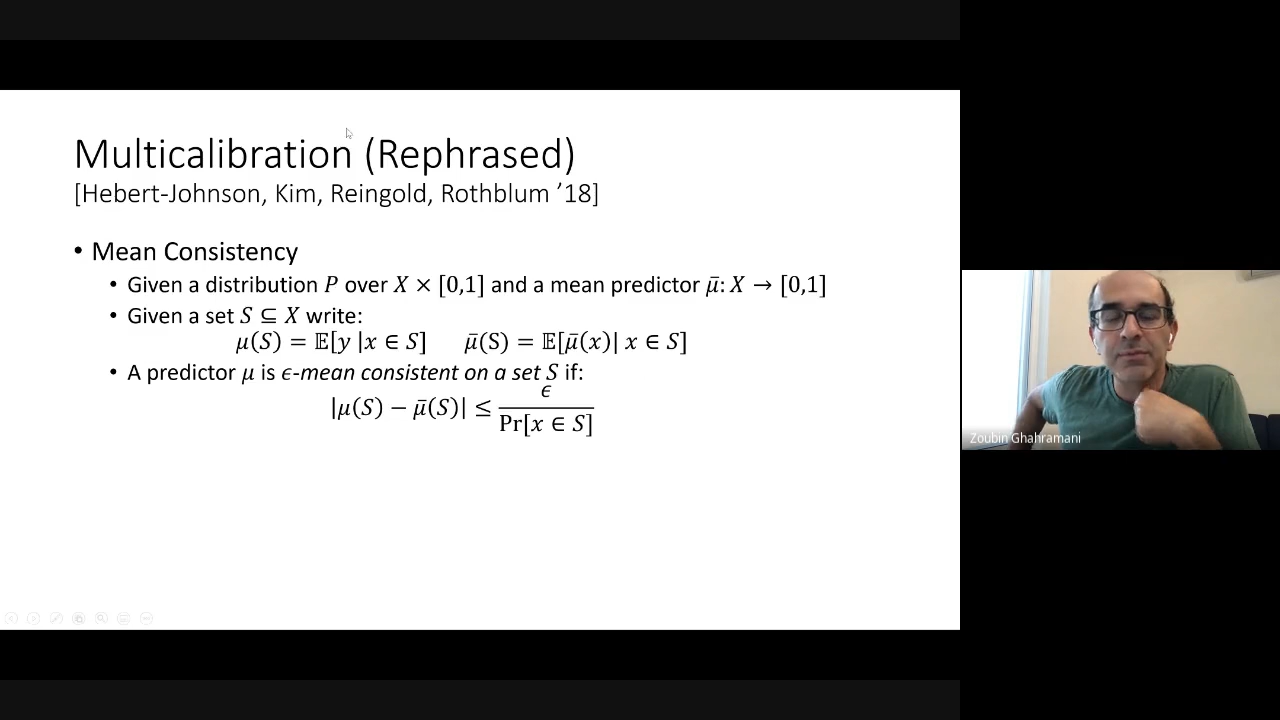 Multicalibration (Rephrased)
[Hebert-Johnson, Kim, Reingold, Rothblum ’18]
• Mean Consistency
• Given a distribution P over X × [0,1] and a mean predictor μ̄: X → [0,1]
• Given a set S ⊆ X write:
μ(S) = 𝔼[y |x ∈ S]     μ̄(S) = 𝔼[μ̄(x)| x ∈ S]
• A predictor μ is ϵ-mean consistent on a set S if:
|μ(S) − μ̄(S)| ≤ ϵ / Pr[x ∈ S]
Zoubin Ghahramani